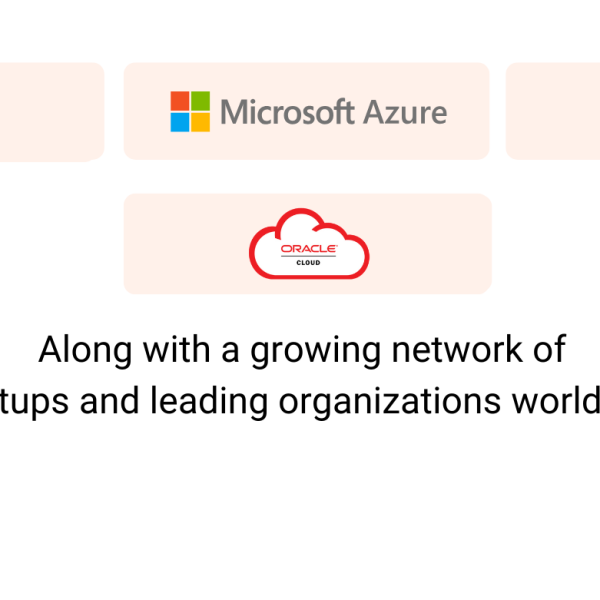 Microsoft Azure
ORACLE
CLOUD
Along with a growing network of
tups and leading organizations world